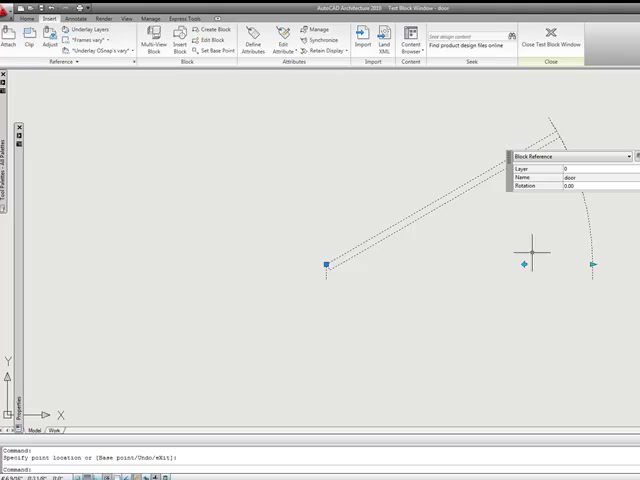 AutoCAD Architecture 2010 Test Block Window - door
Home Insert Annotate Render View Manage Express Tools
Attach Clip Adjust
Underlay Layers
*Frames vary*
*Underlay OSnaps vary*
Reference
Multi-View Block
Insert Block
Create Block
Edit Block
Set Base Point
Block
Define Attributes
Edit Attributes
Manage
Synchronize
Retain Display
Attributes
Import
Land XML
Import
Content Browser
Content
Seek design content
Find product design files online
Seek
Close Test Block Window
Close
Tool Palettes - All Palettes
Block Reference
Layer 0
Name door
Rotation 0.00
Properties
Y
X
Model Work
Command:
Specify point location or [Base point/Undo/eXit]:
Command: